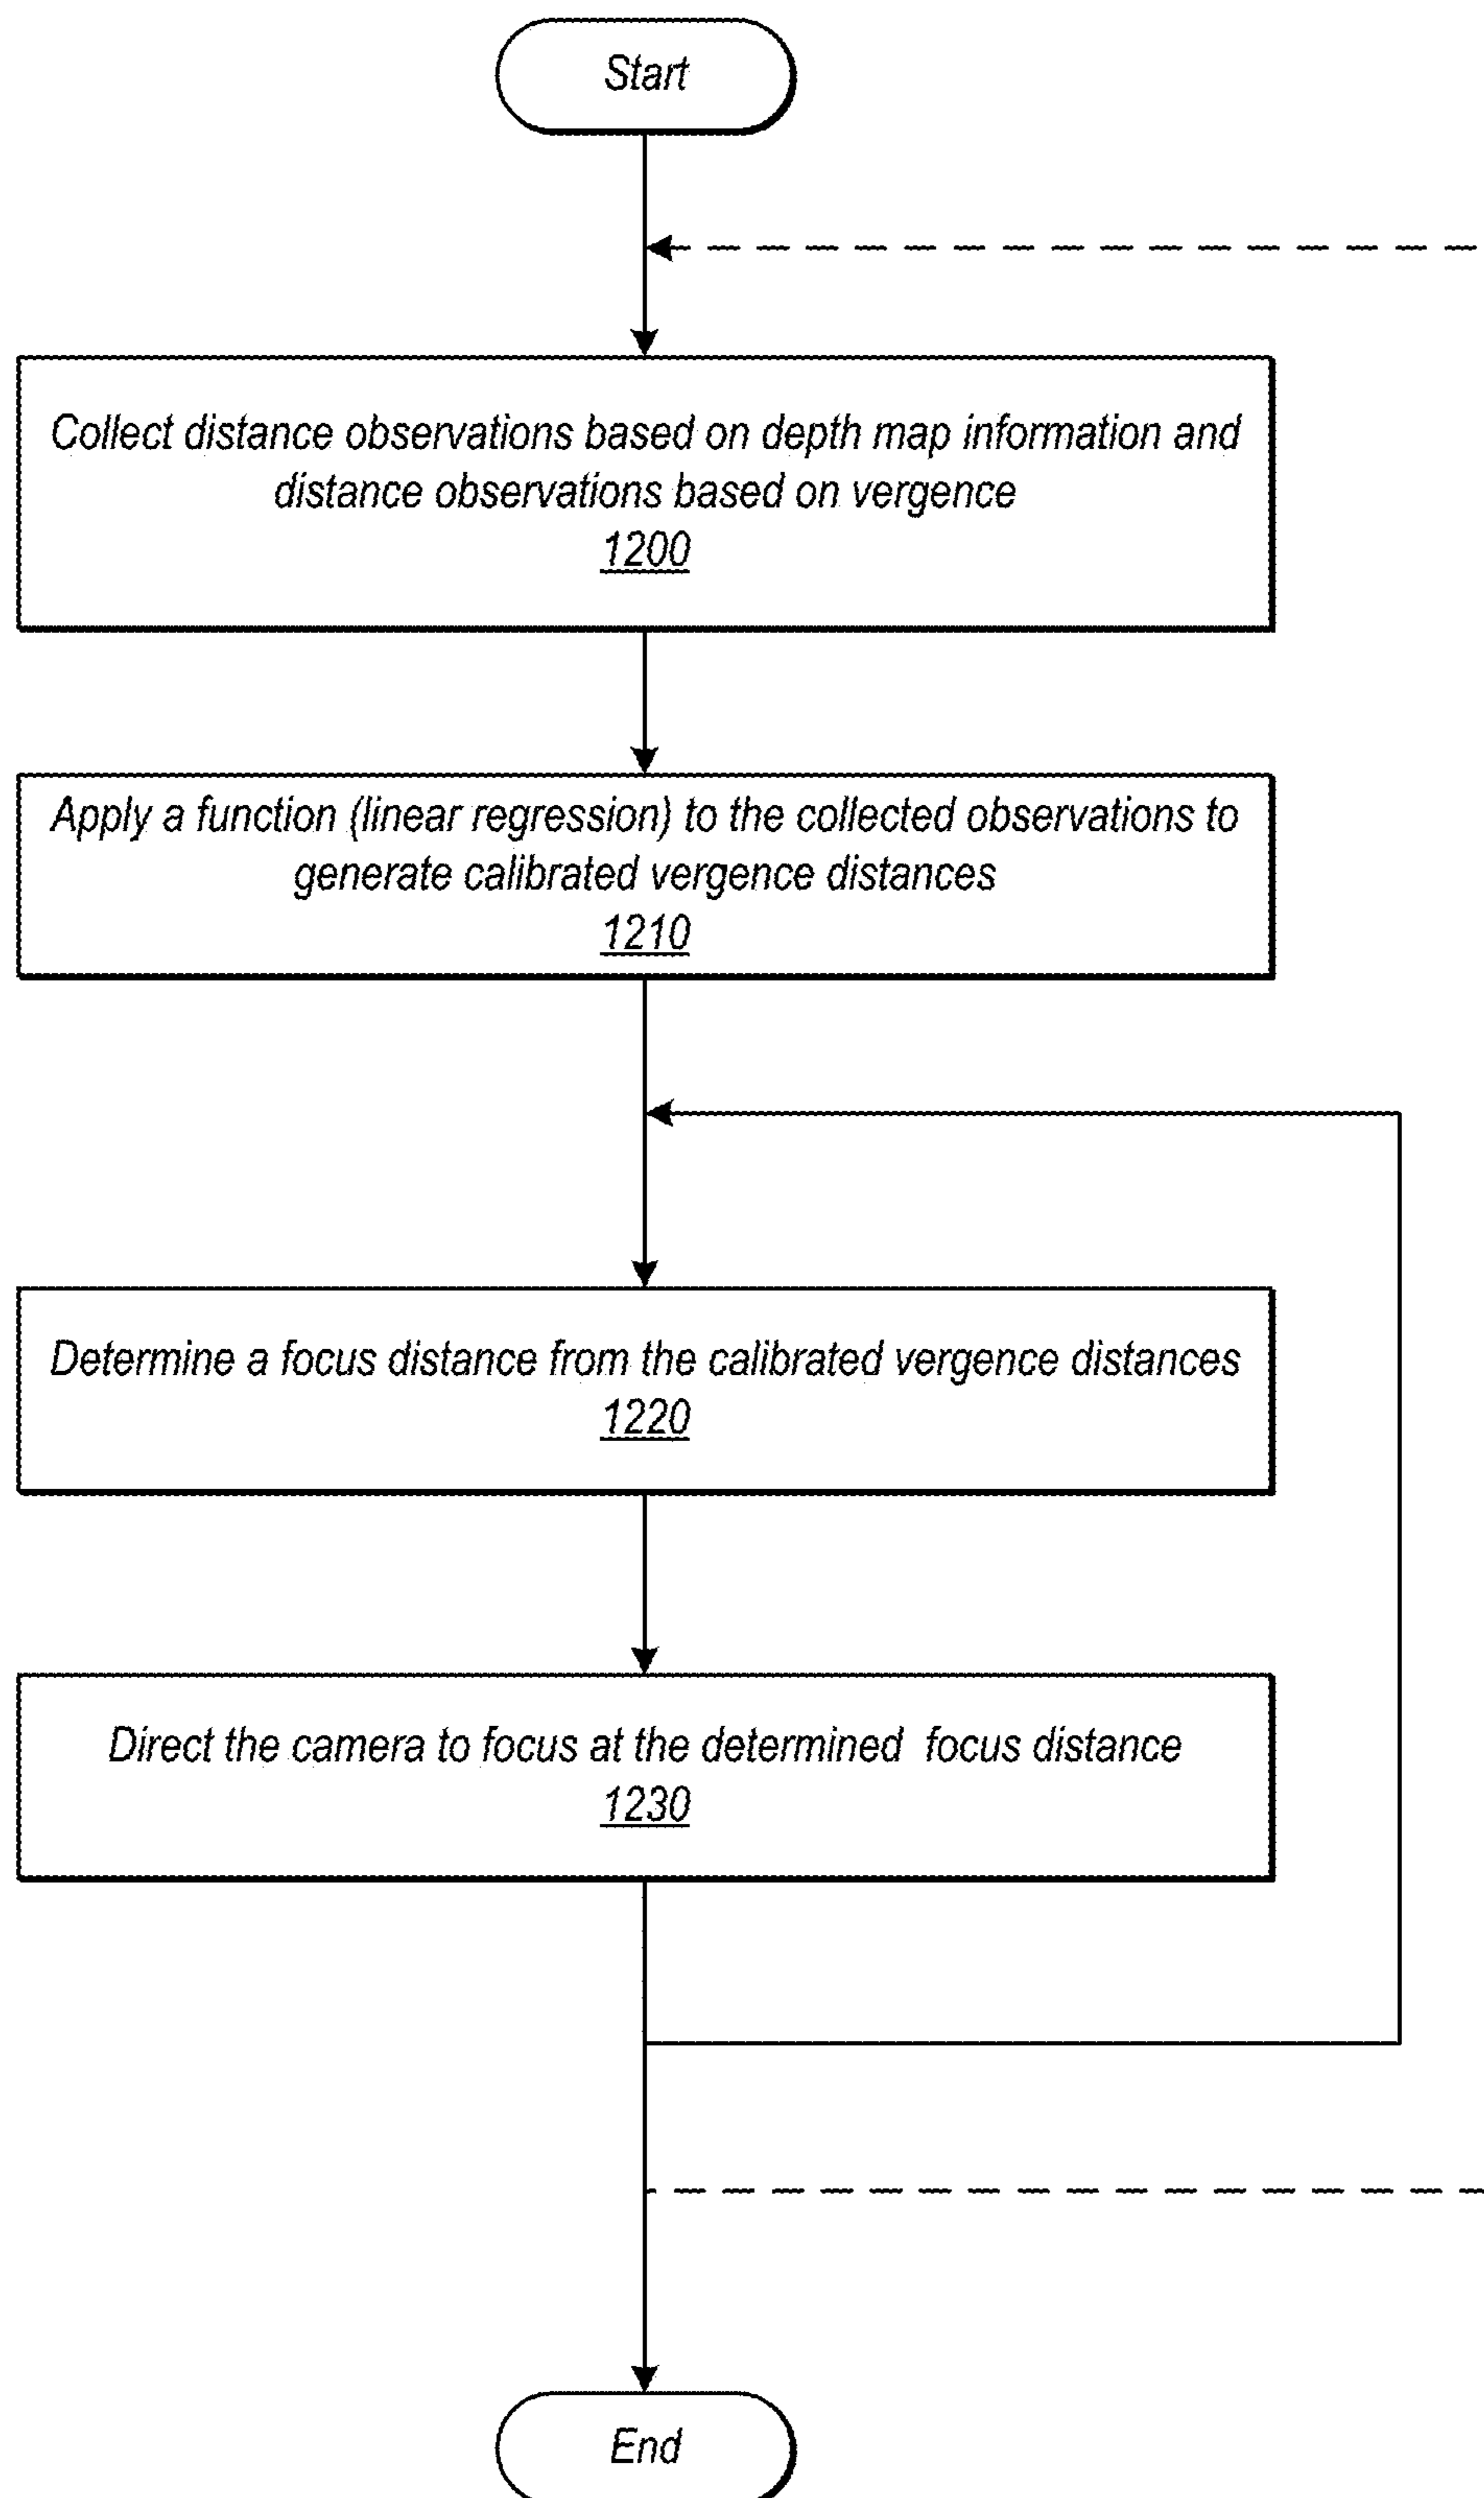 Start
Collect distance observations based on depth map information and
distance observations based on vergence
1200
Apply a function (linear regression) to the collected observations to
generate calibrated vergence distances
1210
Determine a focus distance from the calibrated vergence distances
1220
Direct the camera to focus at the determined focus distance
1230
End